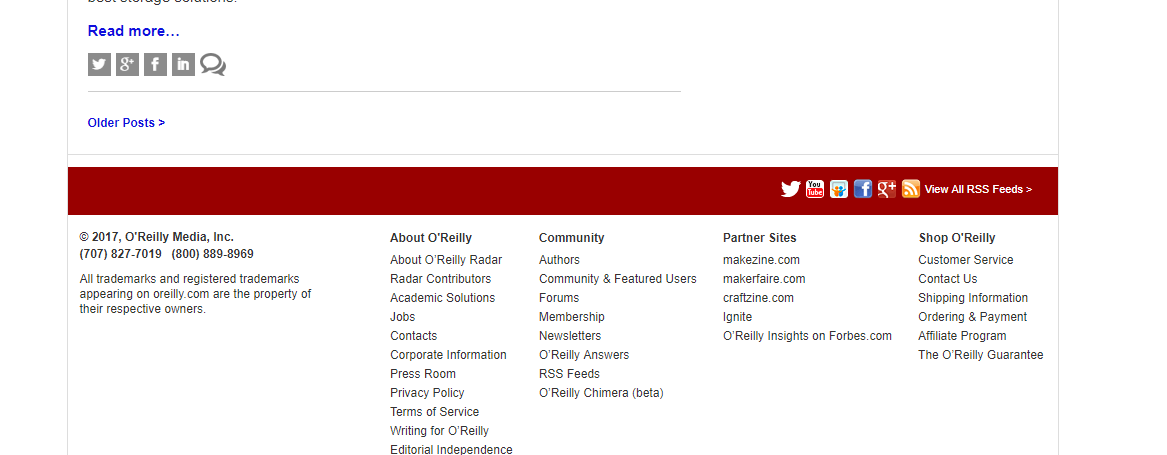 best storage solutions.
Read more…
Older Posts >
You
Tube
View All RSS Feeds >
© 2017, O'Reilly Media, Inc.
(707) 827-7019 (800) 889-8969
All trademarks and registered trademarks
appearing on oreilly.com are the property of
their respective owners.
About O'Reilly
About O'Reilly Radar
Radar Contributors
Academic Solutions
Jobs
Contacts
Corporate Information
Press Room
Privacy Policy
Terms of Service
Writing for O'Reilly
Editorial Independence
Community
Authors
Community & Featured Users
Forums
Membership
Newsletters
O'Reilly Answers
RSS Feeds
O'Reilly Chimera (beta)
Partner Sites
makezine.com
makerfaire.com
craftzine.com
Ignite
O'Reilly Insights on Forbes.com
Shop O'Reilly
Customer Service
Contact Us
Shipping Information
Ordering & Payment
Affiliate Program
The O'Reilly Guarantee